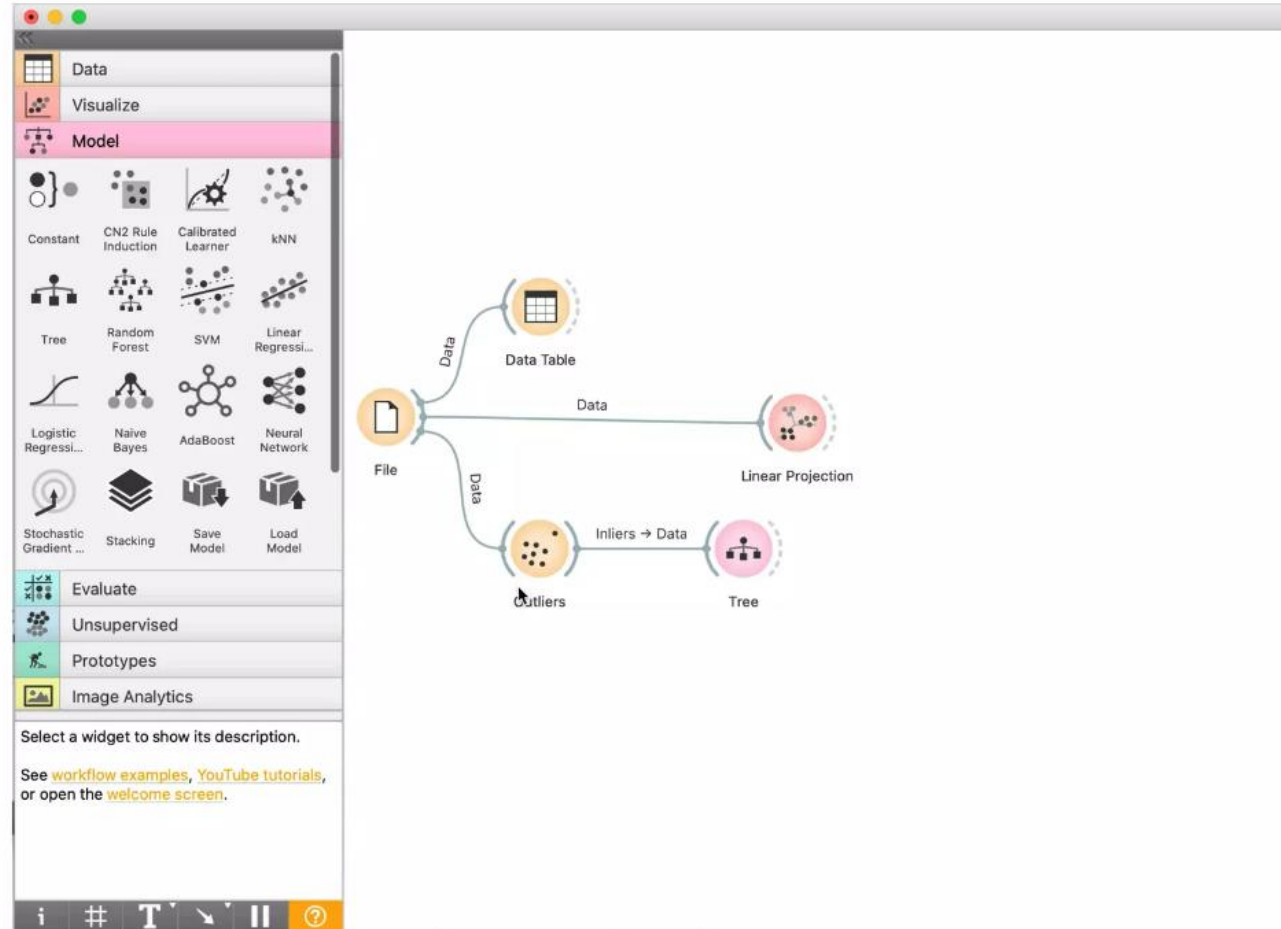 Data
Visualize
Model
Constant
CN2 Rule
Induction
Calibrated
Learner
kNN
Tree
Random
Forest
SVM
Linear
Regressi...
Logistic
Regressi...
Naive
Bayes
AdaBoost
Neural
Network
Stochastic
Gradient ...
Stacking
Save
Model
Load
Model
Evaluate
Unsupervised
Prototypes
Image Analytics
Select a widget to show its description.
See workflow examples, YouTube tutorials,
or open the welcome screen.
i # T ?
Data
Data Table
Data
File
Linear Projection
Data
Inliers → Data
Outliers
Tree